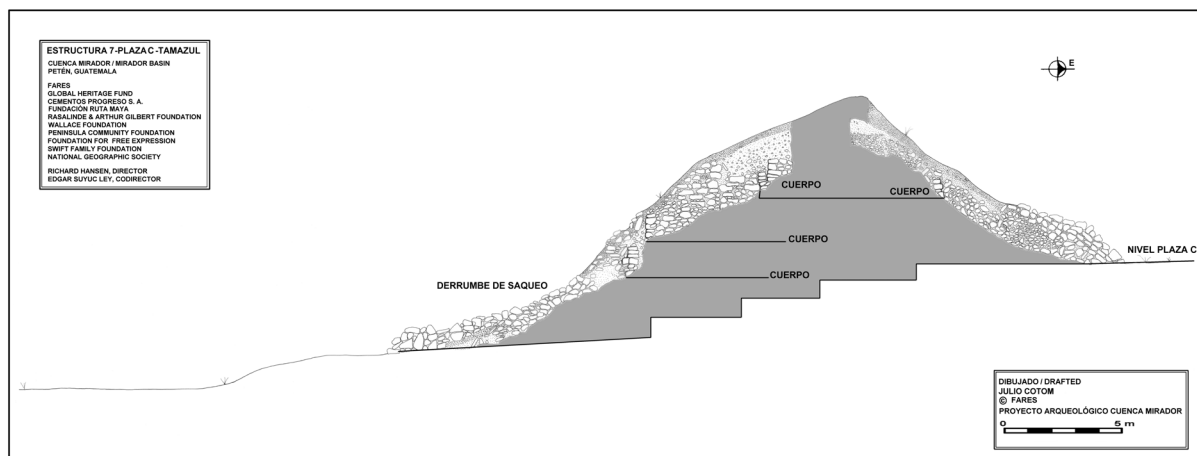 ESTRUCTURA 7-PLAZA C -TAMAZUL
CUENCA MIRADOR / MIRADOR BASIN
PETÉN, GUATEMALA
FARES
GLOBAL HERITAGE FUND
CEMENTOS PROGRESO S. A.
FUNDACIÓN RUTA MAYA
RASALINDE & ARTHUR GILBERT FOUNDATION
WALLACE FOUNDATION
PENINSULA COMMUNITY FOUNDATION
FOUNDATION FOR FREE EXPRESSION
SWIFT FAMILY FOUNDATION
NATIONAL GEOGRAPHIC SOCIETY
RICHARD HANSEN, DIRECTOR
EDGAR SUYUC LEY, CODIRECTOR
E
CUERPO
CUERPO
CUERPO
NIVEL PLAZA C
CUERPO
DERRUMBE DE SAQUEO
DIBUJADO / DRAFTED
JULIO COTOM
© FARES
PROYECTO ARQUEOLÓGICO CUENCA MIRADOR
0 5 m